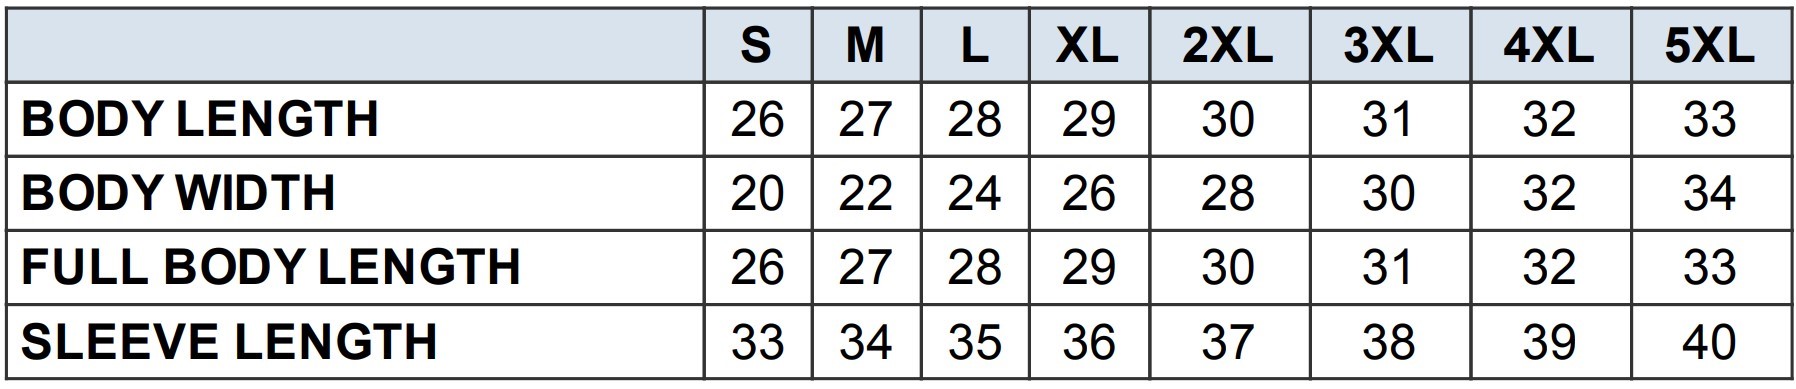 S M L XL 2XL 3XL 4XL 5XL
BODY LENGTH 26 27 28 29 30 31 32 33
BODY WIDTH 20 22 24 26 28 30 32 34
FULL BODY LENGTH 26 27 28 29 30 31 32 33
SLEEVE LENGTH 33 34 35 36 37 38 39 40